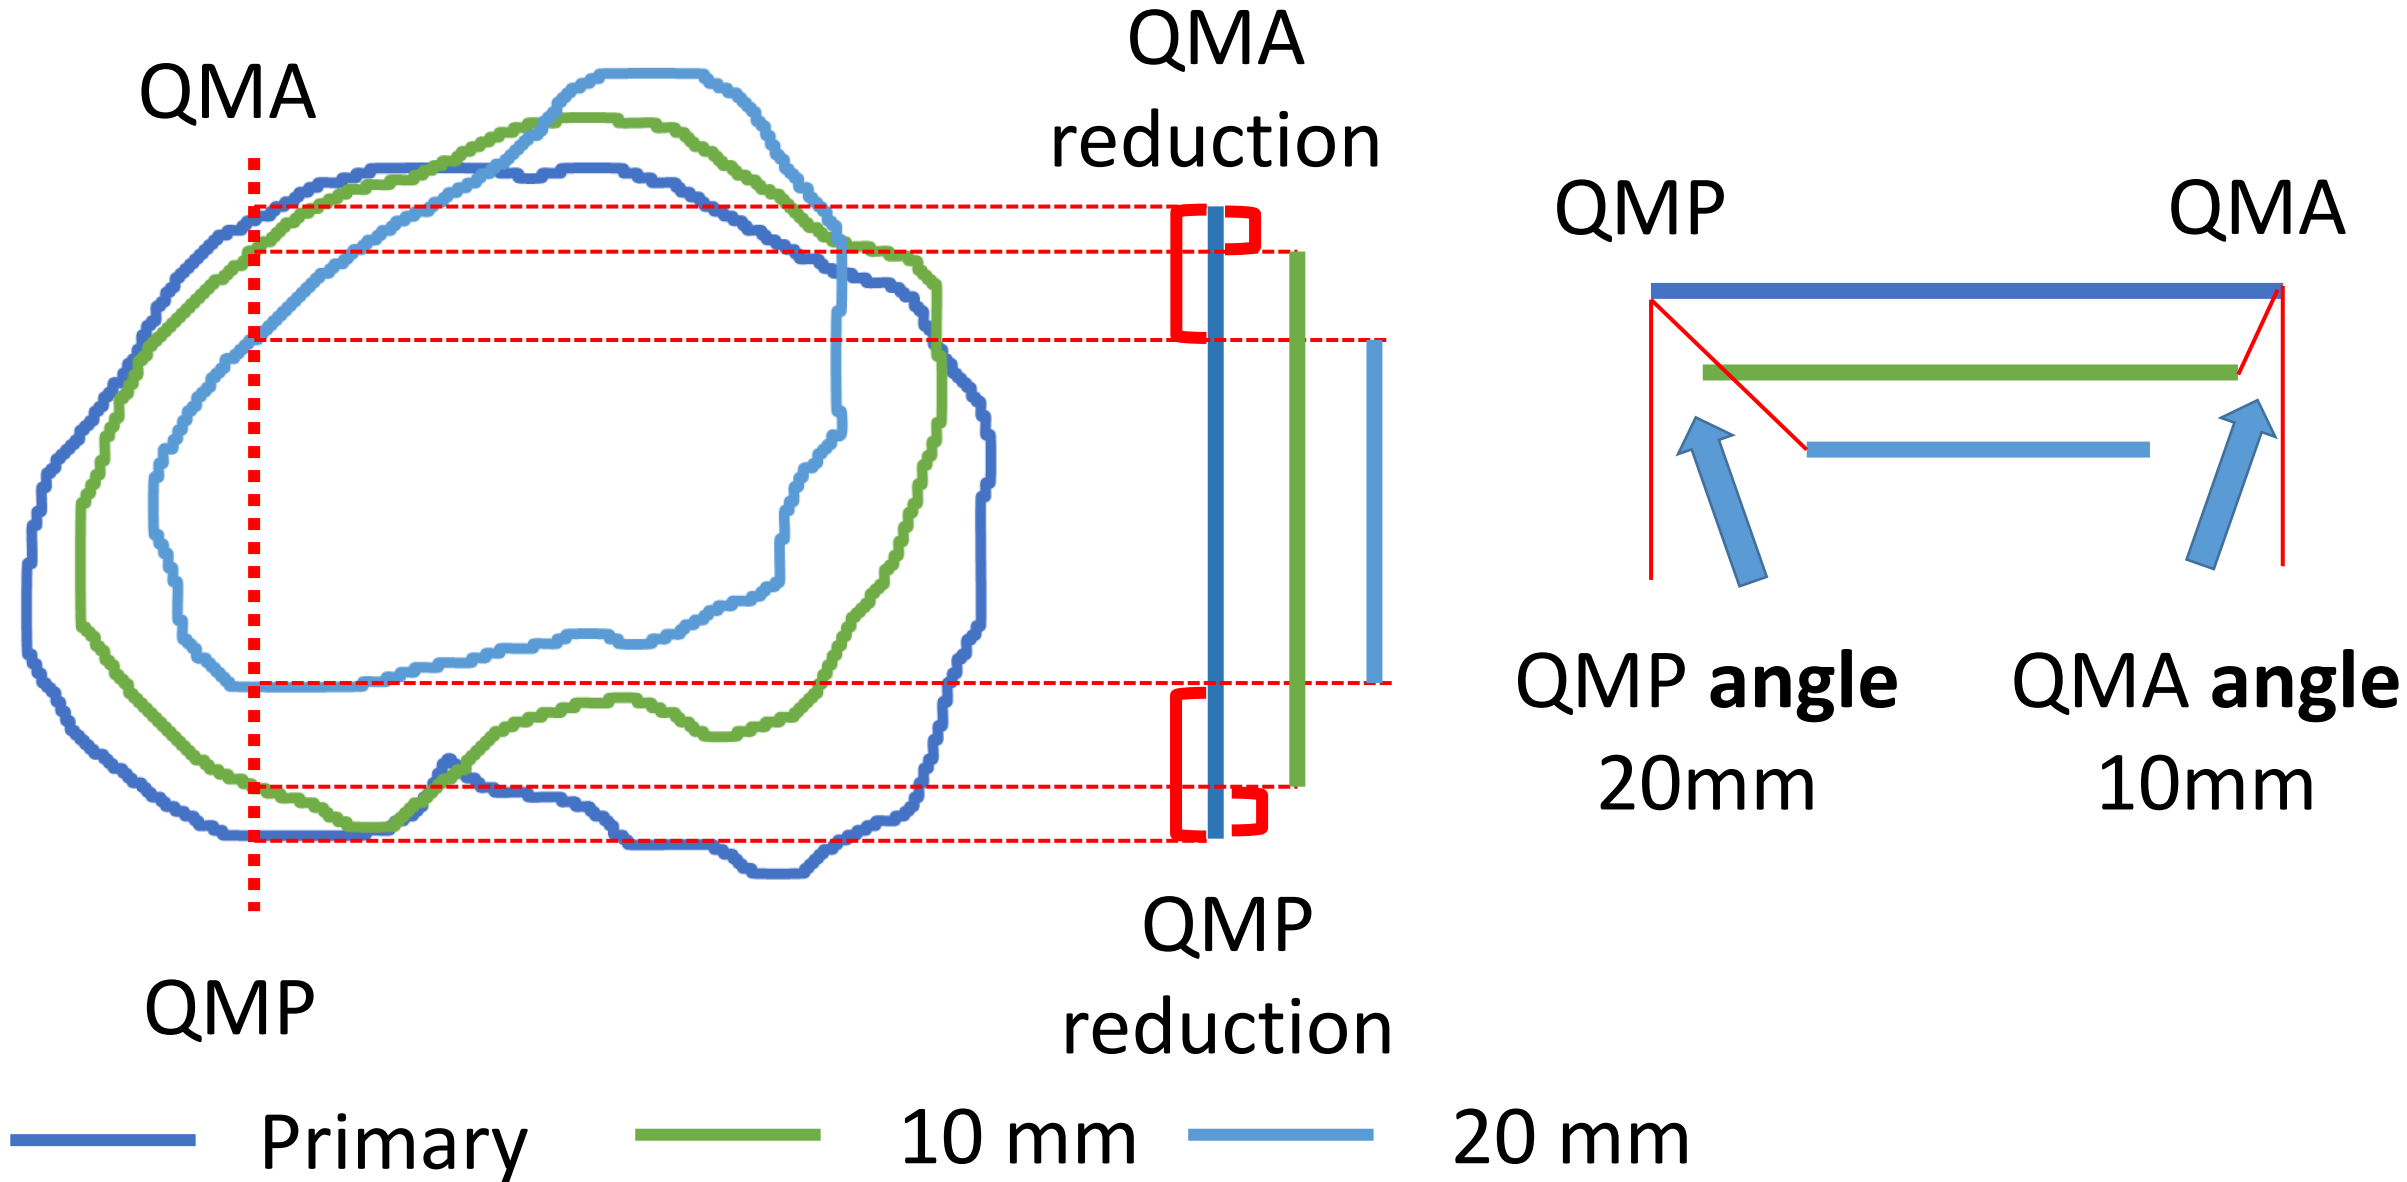 QMA
QMA
reduction
QMP
QMA
QMP angle
20mm
QMA angle
10mm
QMP
reduction
QMP
Primary
10 mm
20 mm